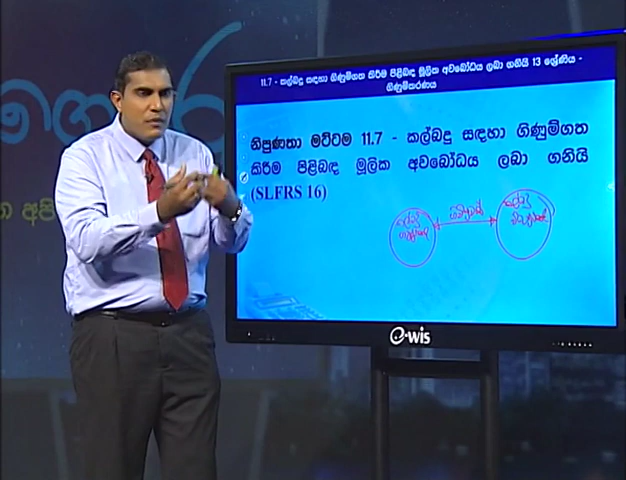 11.7 - කල්බදු සඳහා ගිණුම්ගත කිරීම පිළිබඳ මූලික අවබෝධය ලබා ගනියි 13 ශ්‍රේණිය -
ගිණුම්කරණය
නිපුණතා මට්ටම 11.7 - කල්බදු සඳහා ගිණුම්ගත
කිරීම පිළිබඳ මූලික අවබෝධය ලබා ගනියි
(SLFRS 16)
ගිවිසුමක්
e-wis